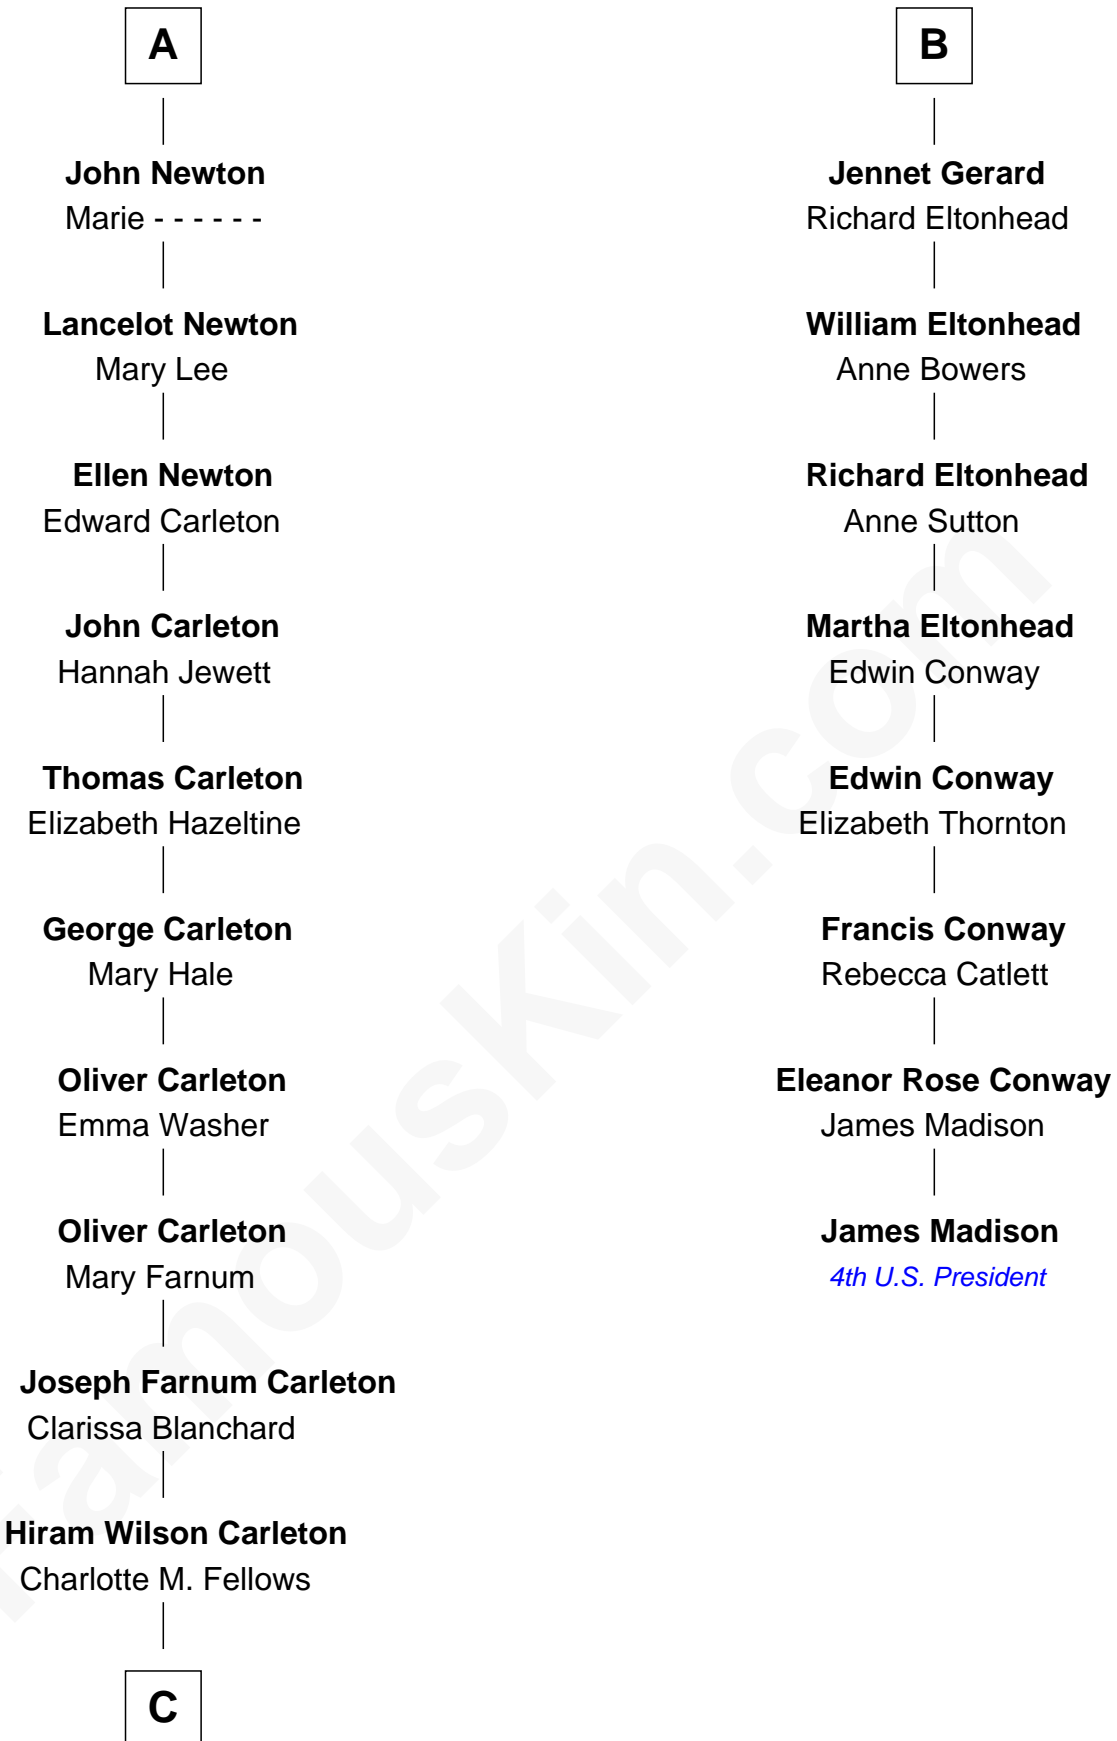 A
John Newton
Marie - - - - - -
Lancelot Newton
Mary Lee
Ellen Newton
Edward Carleton
John Carleton
Hannah Jewett
Thomas Carleton
Elizabeth Hazeltine
George Carleton
Mary Hale
Oliver Carleton
Emma Washer
Oliver Carleton
Mary Farnum
Joseph Farnum Carleton
Clarissa Blanchard
Hiram Wilson Carleton
Charlotte M. Fellows
C
B
Jennet Gerard
Richard Eltonhead
William Eltonhead
Anne Bowers
Richard Eltonhead
Anne Sutton
Martha Eltonhead
Edwin Conway
Edwin Conway
Elizabeth Thornton
Francis Conway
Rebecca Catlett
Eleanor Rose Conway
James Madison
James Madison
4th U.S. President
FamousKin.com